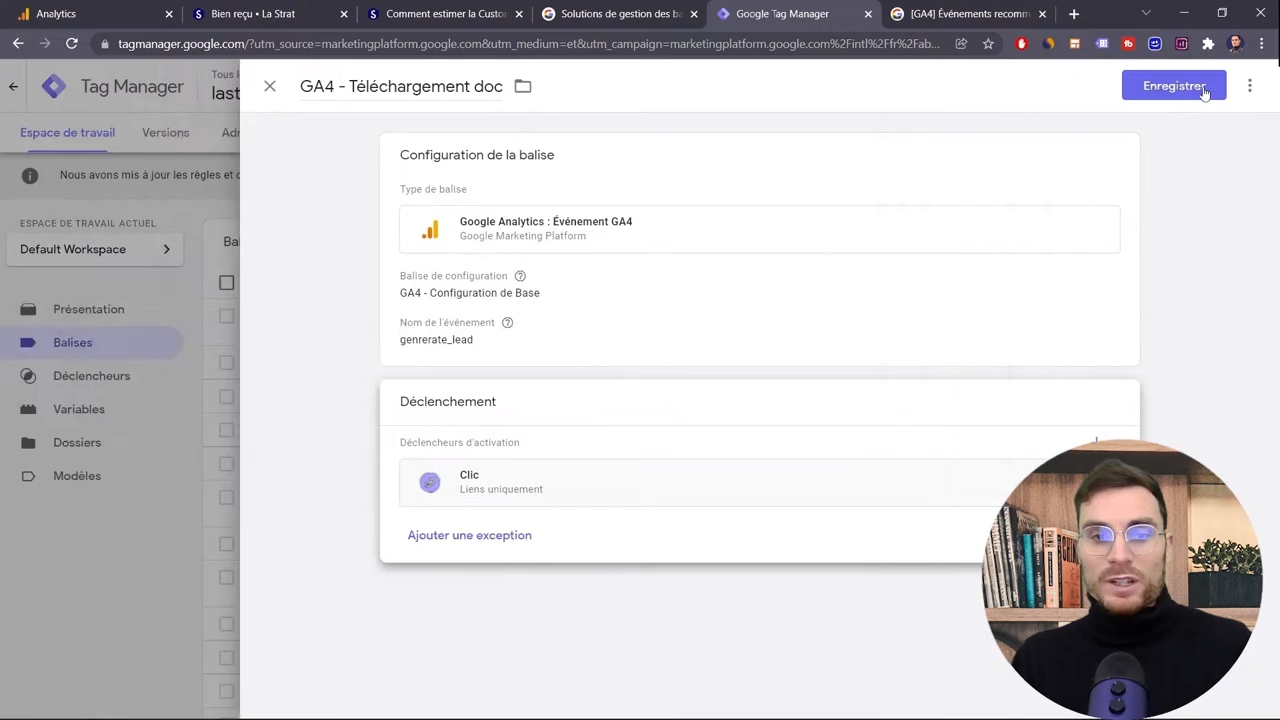 Analytics
Bien reçu • La Strat
Comment estimer la Custor
Solutions de gestion des ba
Google Tag Manager
[GA4] Événements recomm
tagmanager.google.com/?utm_source=marketingplatform.google.com&utm_medium=et&utm_campaign=marketingplatform.google.com%2Fintl%2Ffr%2Fab...
Tag Manager
Tous l
last
GA4 - Téléchargement doc
Enregistrer
Espace de travail
Versions
Adr
Nous avons mis à jour les règles et c
ESPACE DE TRAVAIL ACTUEL
Default Workspace
Bal
Présentation
Balises
Déclencheurs
Variables
Dossiers
Modèles
Configuration de la balise
Type de balise
Google Analytics : Événement GA4
Google Marketing Platform
Balise de configuration
GA4 - Configuration de Base
Nom de l'événement
genrerate_lead
Déclenchement
Déclencheurs d'activation
Clic
Liens uniquement
Ajouter une exception